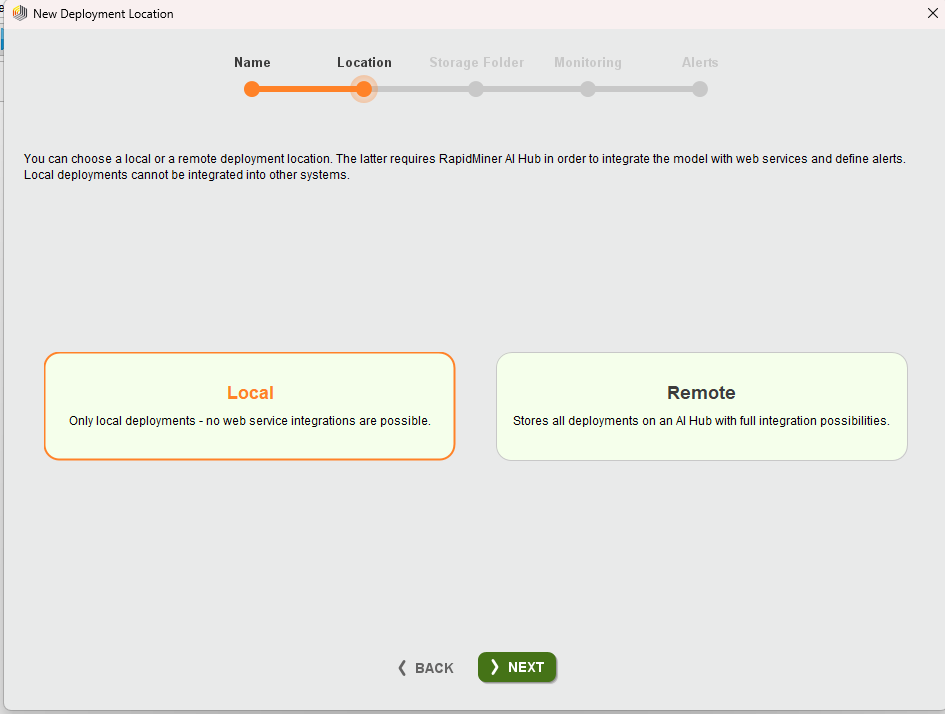 New Deployment Location
Name Location Storage Folder Monitoring Alerts
You can choose a local or a remote deployment location. The latter requires RapidMiner AI Hub in order to integrate the model with web services and define alerts.
Local deployments cannot be integrated into other systems.
Local
Only local deployments - no web service integrations are possible.
Remote
Stores all deployments on an AI Hub with full integration possibilities.
BACK NEXT